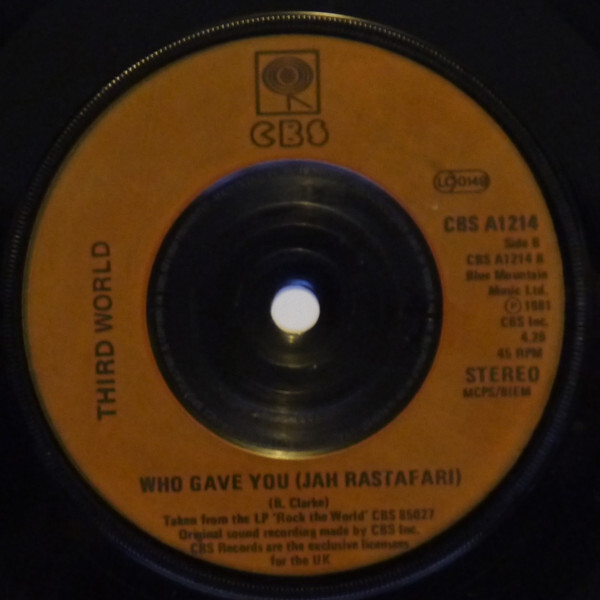 CBS
LC 0149
CBS A1214
Side B
CBS A1214 B
Blue Mountain
Music Ltd.
℗ 1981
CBS Inc.
4.26
45 RPM
STEREO
MCPS/BIEM
THIRD WORLD
WHO GAVE YOU (JAH RASTAFARI)
(B. Clarke)
Taken from the LP 'Rock the World' CBS 85027
Original sound recording made by CBS Inc.
CBS Records are the exclusive licensees
for the UK